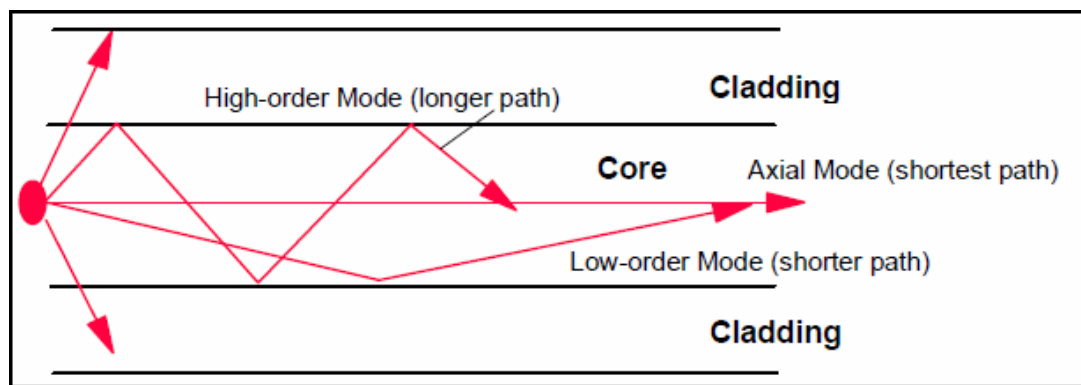 Cladding
High-order Mode (longer path)
Core
Axial Mode (shortest path)
Low-order Mode (shorter path)
Cladding